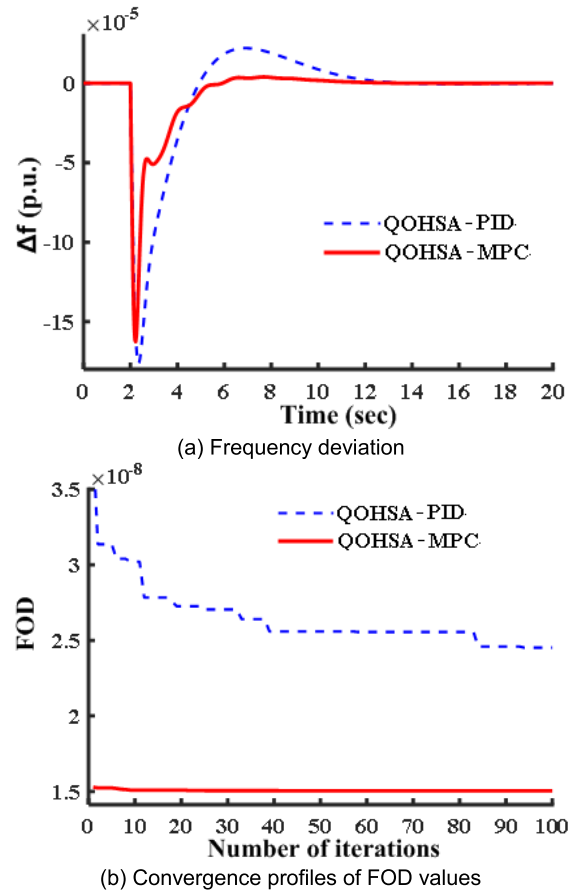 ×10⁻⁵
0
-5
-10
-15
Δf (p.u.)
QOHSA-PID
QOHSA-MPC
0 2 4 6 8 10 12 14 16 18 20
Time (sec)
(a) Frequency deviation
×10⁻⁸
3.5
3
2.5
2
1.5
FOD
QOHSA-PID
QOHSA-MPC
0 10 20 30 40 50 60 70 80 90 100
Number of iterations
(b) Convergence profiles of FOD values